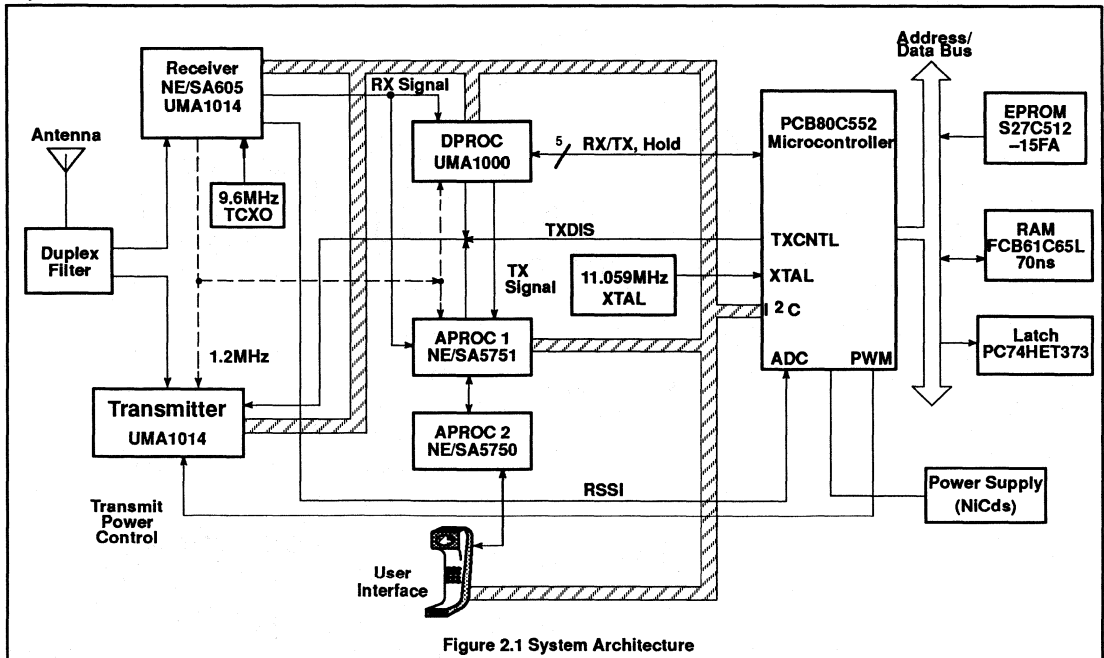 Address/
Data Bus
Receiver
NE/SA605
UMA1014
RX Signal
PCB80C552
Microcontroller
EPROM
S27C512
–15FA
Antenna
DPROC
UMA1000
5
RX/TX, Hold
9.6MHz
TCXO
Duplex
Filter
TXDIS
TXCNTL
RAM
FCB61C65L
70ns
TX
Signal
11.059MHz
XTAL
XTAL
I2C
1.2MHz
APROC 1
NE/SA5751
ADC
PWM
Latch
PC74HET373
Transmitter
UMA1014
APROC 2
NE/SA5750
RSSI
Power Supply
(NiCds)
Transmit
Power
Control
User
Interface
Figure 2.1 System Architecture